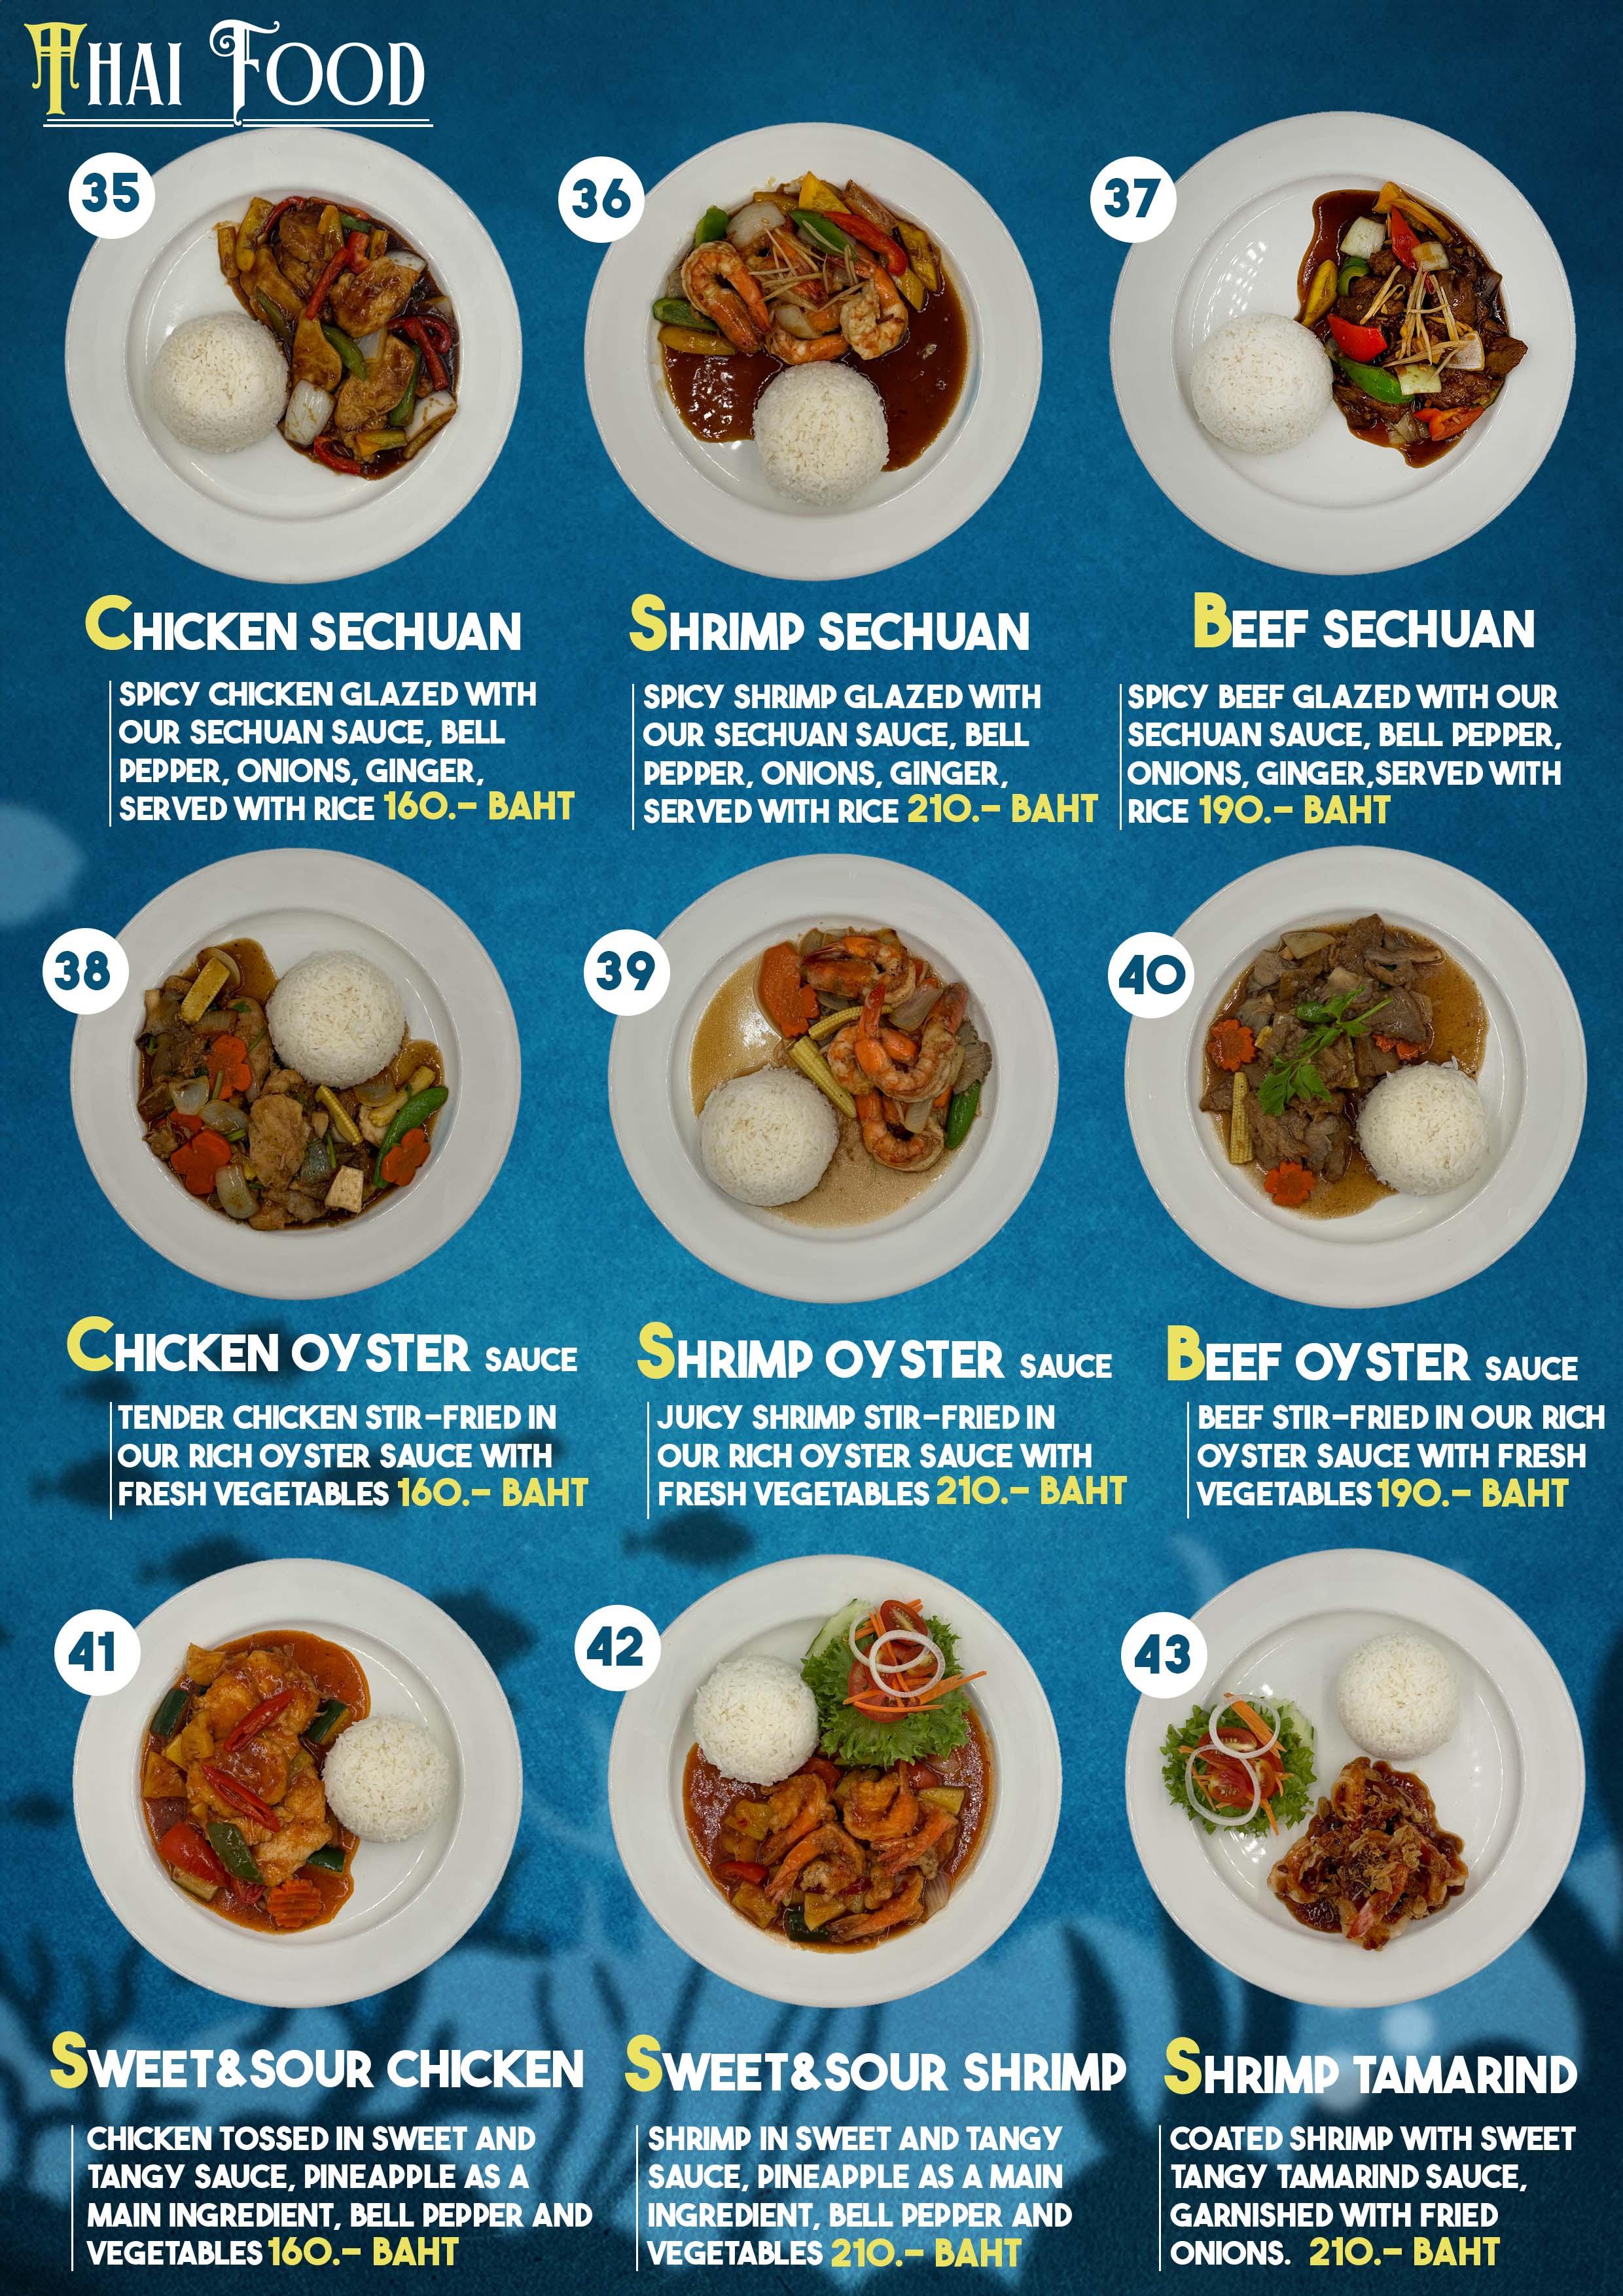 THAI FOOD
35
36
37
CHICKEN SECHUAN
SPICY CHICKEN GLAZED WITH
OUR SECHUAN SAUCE, BELL
PEPPER, ONIONS, GINGER,
SERVED WITH RICE 160.- BAHT
SHRIMP SECHUAN
SPICY SHRIMP GLAZED WITH
OUR SECHUAN SAUCE, BELL
PEPPER, ONIONS, GINGER,
SERVED WITH RICE 210.- BAHT
BEEF SECHUAN
SPICY BEEF GLAZED WITH OUR
SECHUAN SAUCE, BELL PEPPER,
ONIONS, GINGER,SERVED WITH
RICE 190.- BAHT
38
39
40
CHICKEN OYSTER SAUCE
TENDER CHICKEN STIR-FRIED IN
OUR RICH OYSTER SAUCE WITH
FRESH VEGETABLES 160.- BAHT
SHRIMP OYSTER SAUCE
JUICY SHRIMP STIR-FRIED IN
OUR RICH OYSTER SAUCE WITH
FRESH VEGETABLES 210.- BAHT
BEEF OYSTER SAUCE
BEEF STIR-FRIED IN OUR RICH
OYSTER SAUCE WITH FRESH
VEGETABLES 190.- BAHT
41
42
43
SWEET&SOUR CHICKEN
CHICKEN TOSSED IN SWEET AND
TANGY SAUCE, PINEAPPLE AS A
MAIN INGREDIENT, BELL PEPPER AND
VEGETABLES 160.- BAHT
SWEET&SOUR SHRIMP
SHRIMP IN SWEET AND TANGY
SAUCE, PINEAPPLE AS A MAIN
INGREDIENT, BELL PEPPER AND
VEGETABLES 210.- BAHT
SHRIMP TAMARIND
COATED SHRIMP WITH SWEET
TANGY TAMARIND SAUCE,
GARNISHED WITH FRIED
ONIONS. 210.- BAHT